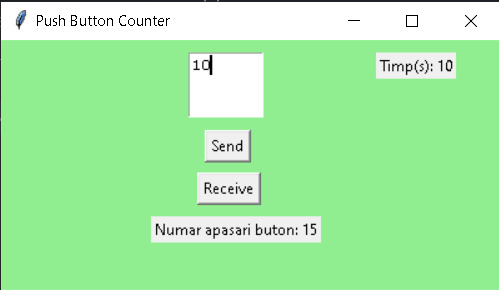 Push Button Counter
10
Timp(s): 10
Send
Receive
Numar apasari buton: 15